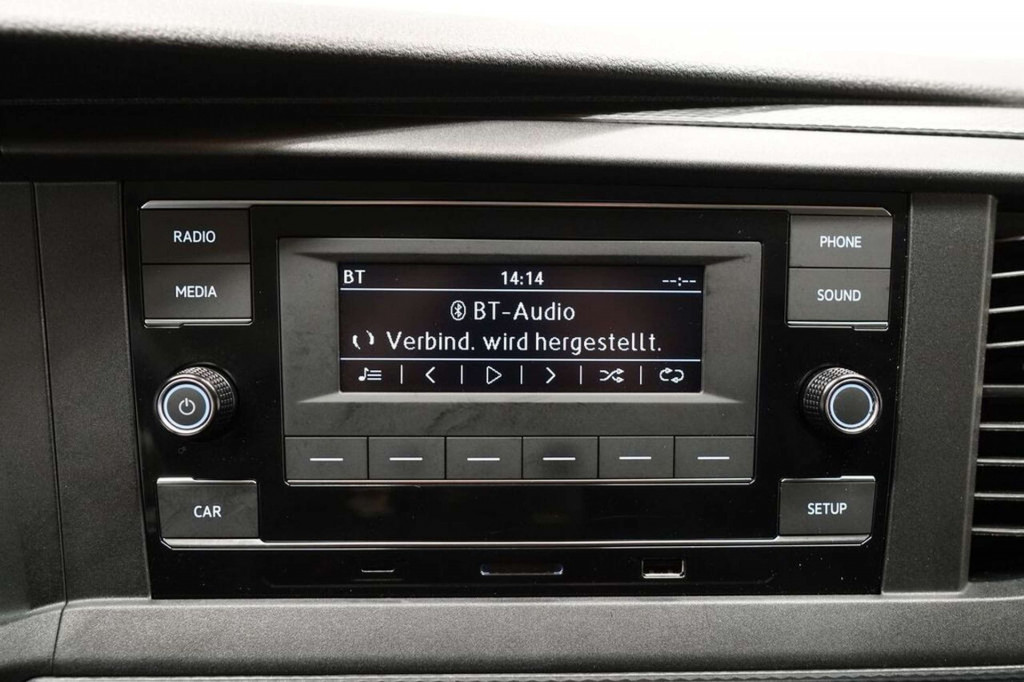 RADIO
MEDIA
BT 14:14 --:--
BT-Audio
Verbind. wird hergestellt.
PHONE
SOUND
CAR
SETUP